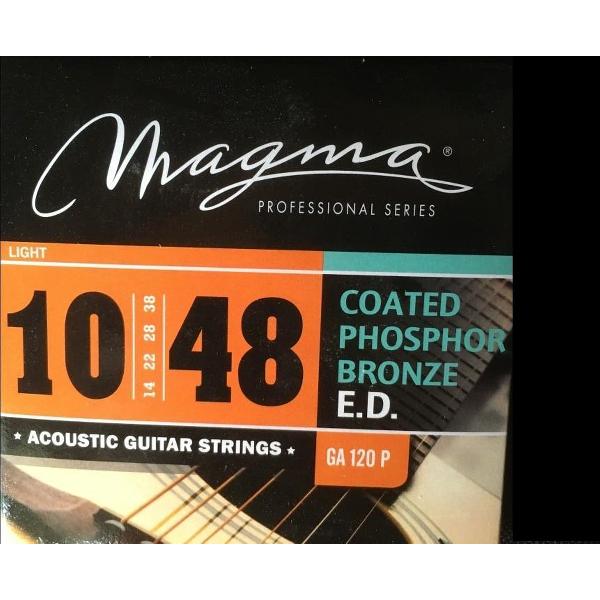 Magma®
PROFESSIONAL SERIES
LIGHT
10 14 22 28 38 48
COATED
PHOSPHOR
BRONZE
E.D.
* ACOUSTIC GUITAR STRINGS *
GA 120 P